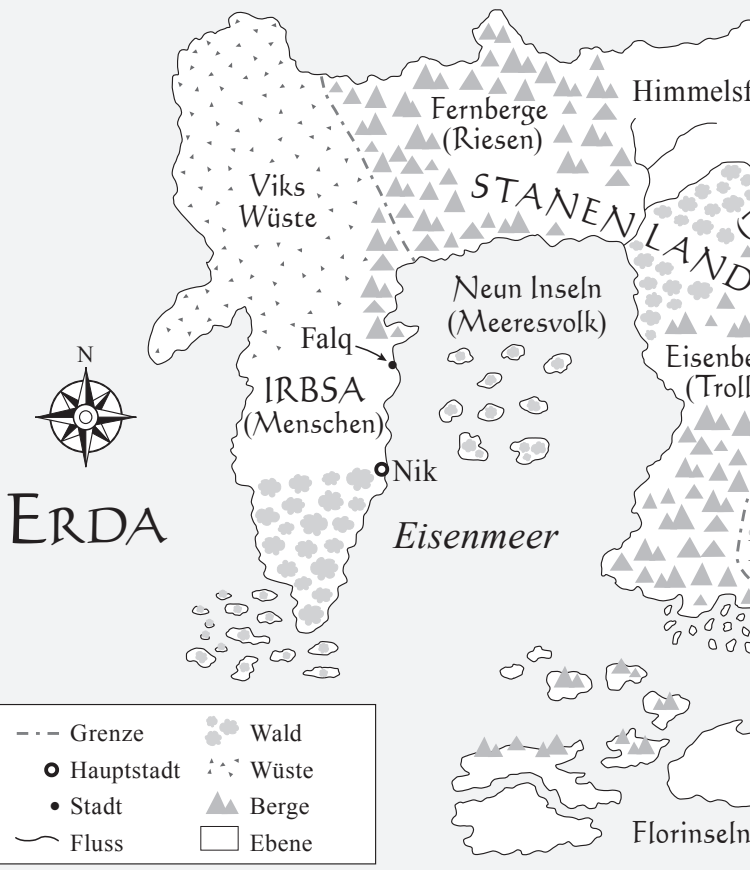 Himmelsf
Fernberge
(Riesen)
STANENLAND
Viks
Wüste
Neun Inseln
(Meeresvolk)
Falq
N
Eisenbe
(Troll
IRBSA
(Menschen)
Nik
ERDA
Eisenmeer
Grenze
Wald
Hauptstadt
Wüste
Stadt
Berge
Fluss
Ebene
Florinseln